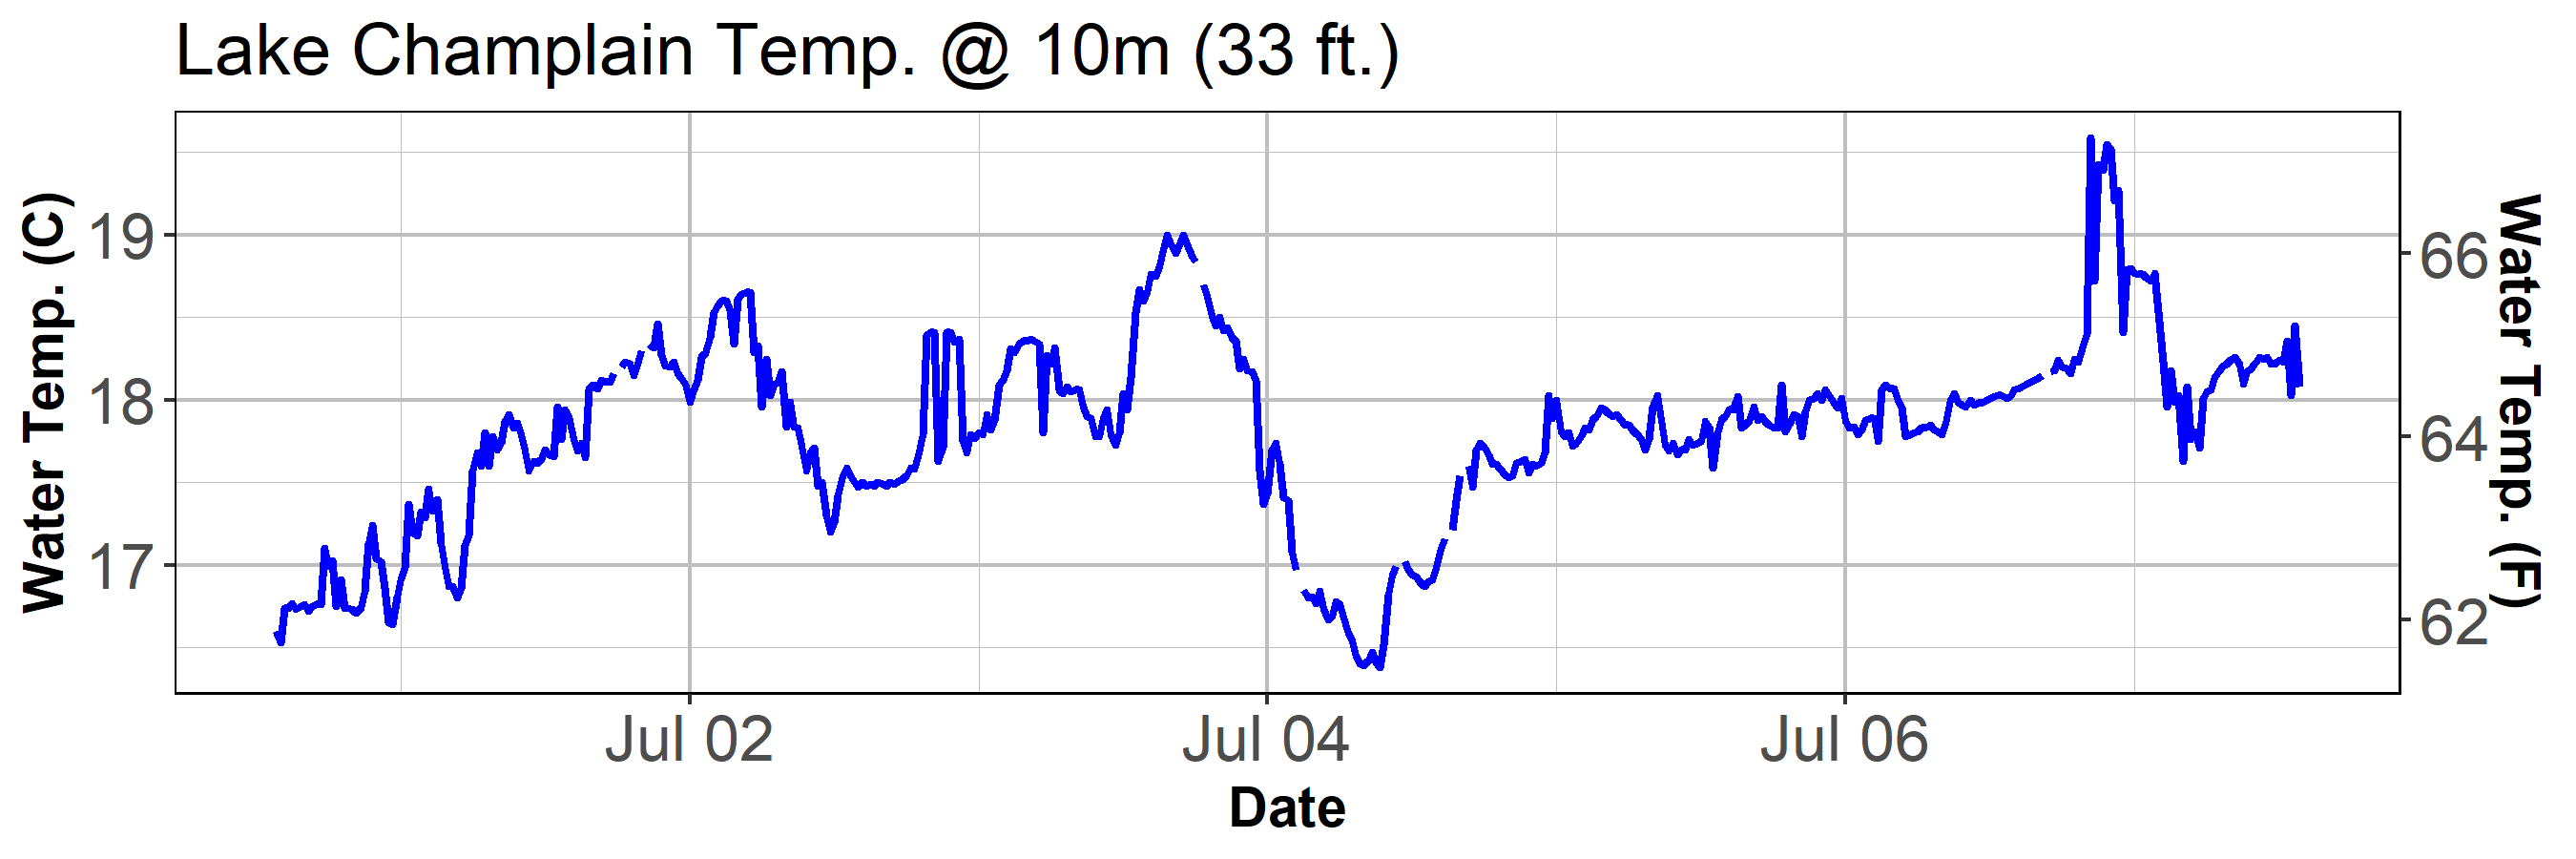 Lake Champlain Temp. @ 10m (33 ft.)
Water Temp. (C)
19
18
17
66
64
62
Water Temp. (F)
Jul 02
Jul 04
Jul 06
Date